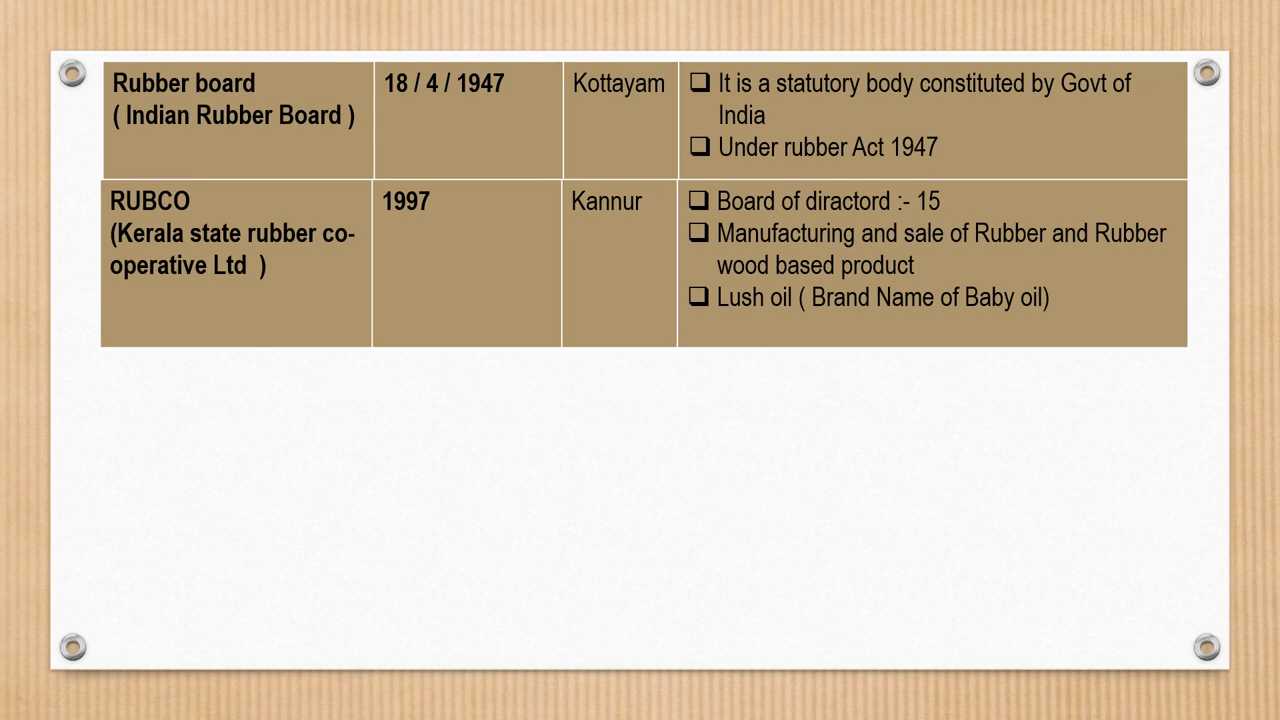 Rubber board
( Indian Rubber Board )
18 / 4 / 1947
Kottayam
❑ It is a statutory body constituted by Govt of
India
❑ Under rubber Act 1947
RUBCO
(Kerala state rubber co-
operative Ltd )
1997
Kannur
❑ Board of diractord :- 15
❑ Manufacturing and sale of Rubber and Rubber
wood based product
❑ Lush oil ( Brand Name of Baby oil)